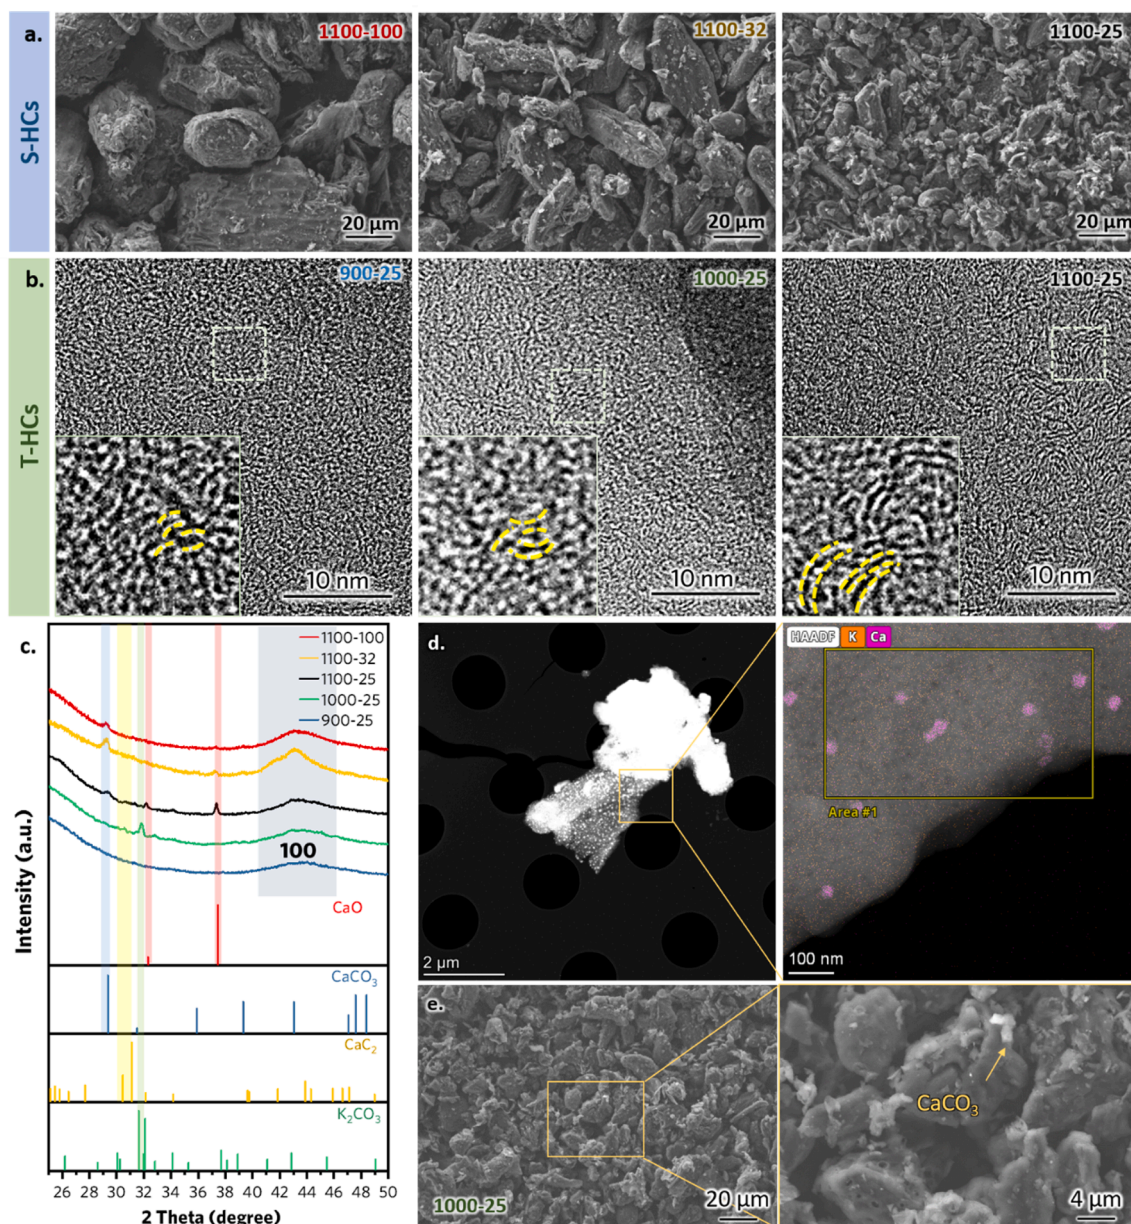 a.
S-HCs
1100-100
20 µm
1100-32
20 µm
1100-25
20 µm
b.
T-HCs
900-25
10 nm
1000-25
10 nm
1100-25
10 nm
c.
1100-100
1100-32
1100-25
1000-25
900-25
100
CaO
CaCO₃
CaC₂
K₂CO₃
Intensity (a.u.)
26 28 30 32 34 36 38 40 42 44 46 48 50
2 Theta (degree)
d.
2 µm
HAADF K Ca
Area #1
100 nm
e.
1000-25
20 µm
CaCO₃
4 µm